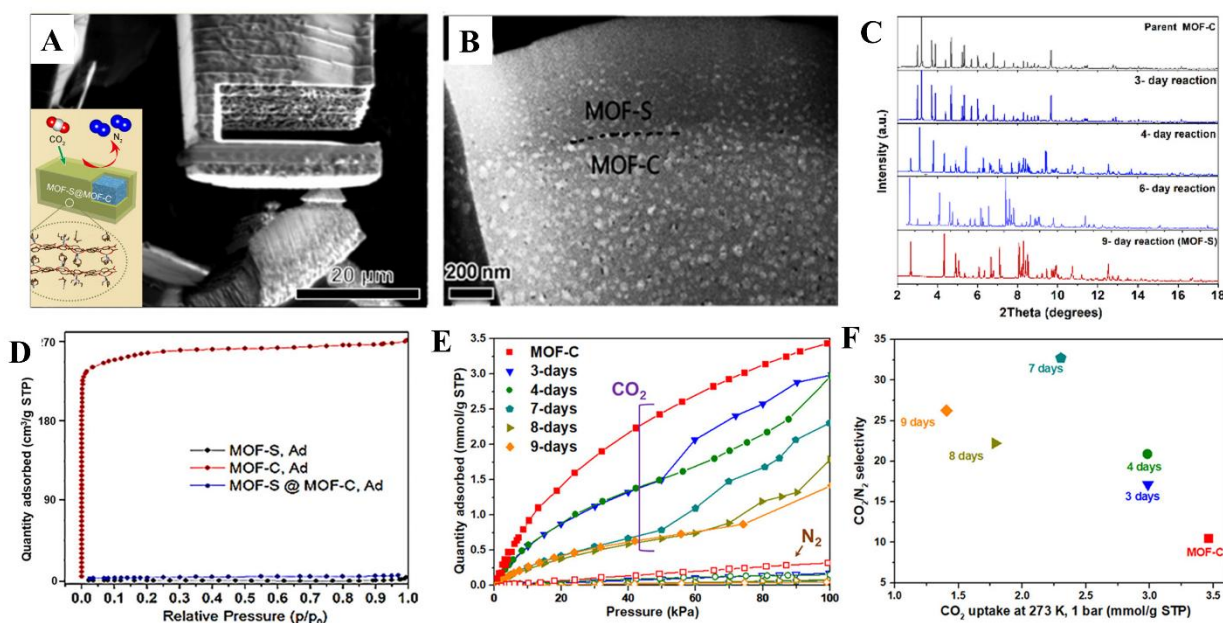 A
CO2
N2
MOF-S@MOF-C
20 μm
B
MOF-S
MOF-C
200 nm
C
Parent MOF-C
3- day reaction
4- day reaction
6- day reaction
9- day reaction (MOF-S)
Intensity (a.u.)
2 4 6 8 10 12 14 16 18
2Theta (degrees)
D
Quantity adsorbed (cm³/g STP)
270
180
90
0
MOF-S, Ad
MOF-C, Ad
MOF-S @ MOF-C, Ad
0.0 0.1 0.2 0.3 0.4 0.5 0.6 0.7 0.8 0.9 1.0
Relative Pressure (p/p₀)
E
Quantity adsorbed (mmol/g STP)
3.5
3.0
2.5
2.0
1.5
1.0
0.5
0.0
MOF-C
3-days
4-days
7-days
8-days
9-days
CO₂
N₂
0 20 40 60 80 100
Pressure (kPa)
F
CO₂/N₂ selectivity
35
30
25
20
15
10
5
7 days
9 days
8 days
4 days
3 days
MOF-C
1.0 1.5 2.0 2.5 3.0 3.5
CO₂ uptake at 273 K, 1 bar (mmol/g STP)